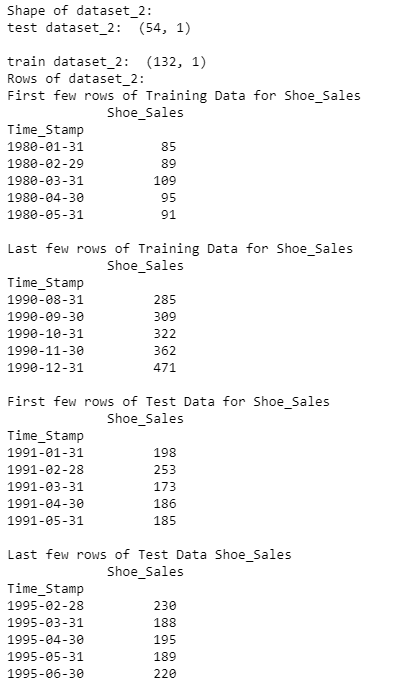 Shape of dataset_2:
test dataset_2:  (54, 1)

train dataset_2:  (132, 1)
Rows of dataset_2:
First few rows of Training Data for Shoe_Sales
            Shoe_Sales
Time_Stamp
1980-01-31          85
1980-02-29          89
1980-03-31         109
1980-04-30          95
1980-05-31          91

Last few rows of Training Data for Shoe_Sales
            Shoe_Sales
Time_Stamp
1990-08-31         285
1990-09-30         309
1990-10-31         322
1990-11-30         362
1990-12-31         471

First few rows of Test Data for Shoe_Sales
            Shoe_Sales
Time_Stamp
1991-01-31         198
1991-02-28         253
1991-03-31         173
1991-04-30         186
1991-05-31         185

Last few rows of Test Data Shoe_Sales
            Shoe_Sales
Time_Stamp
1995-02-28         230
1995-03-31         188
1995-04-30         195
1995-05-31         189
1995-06-30         220